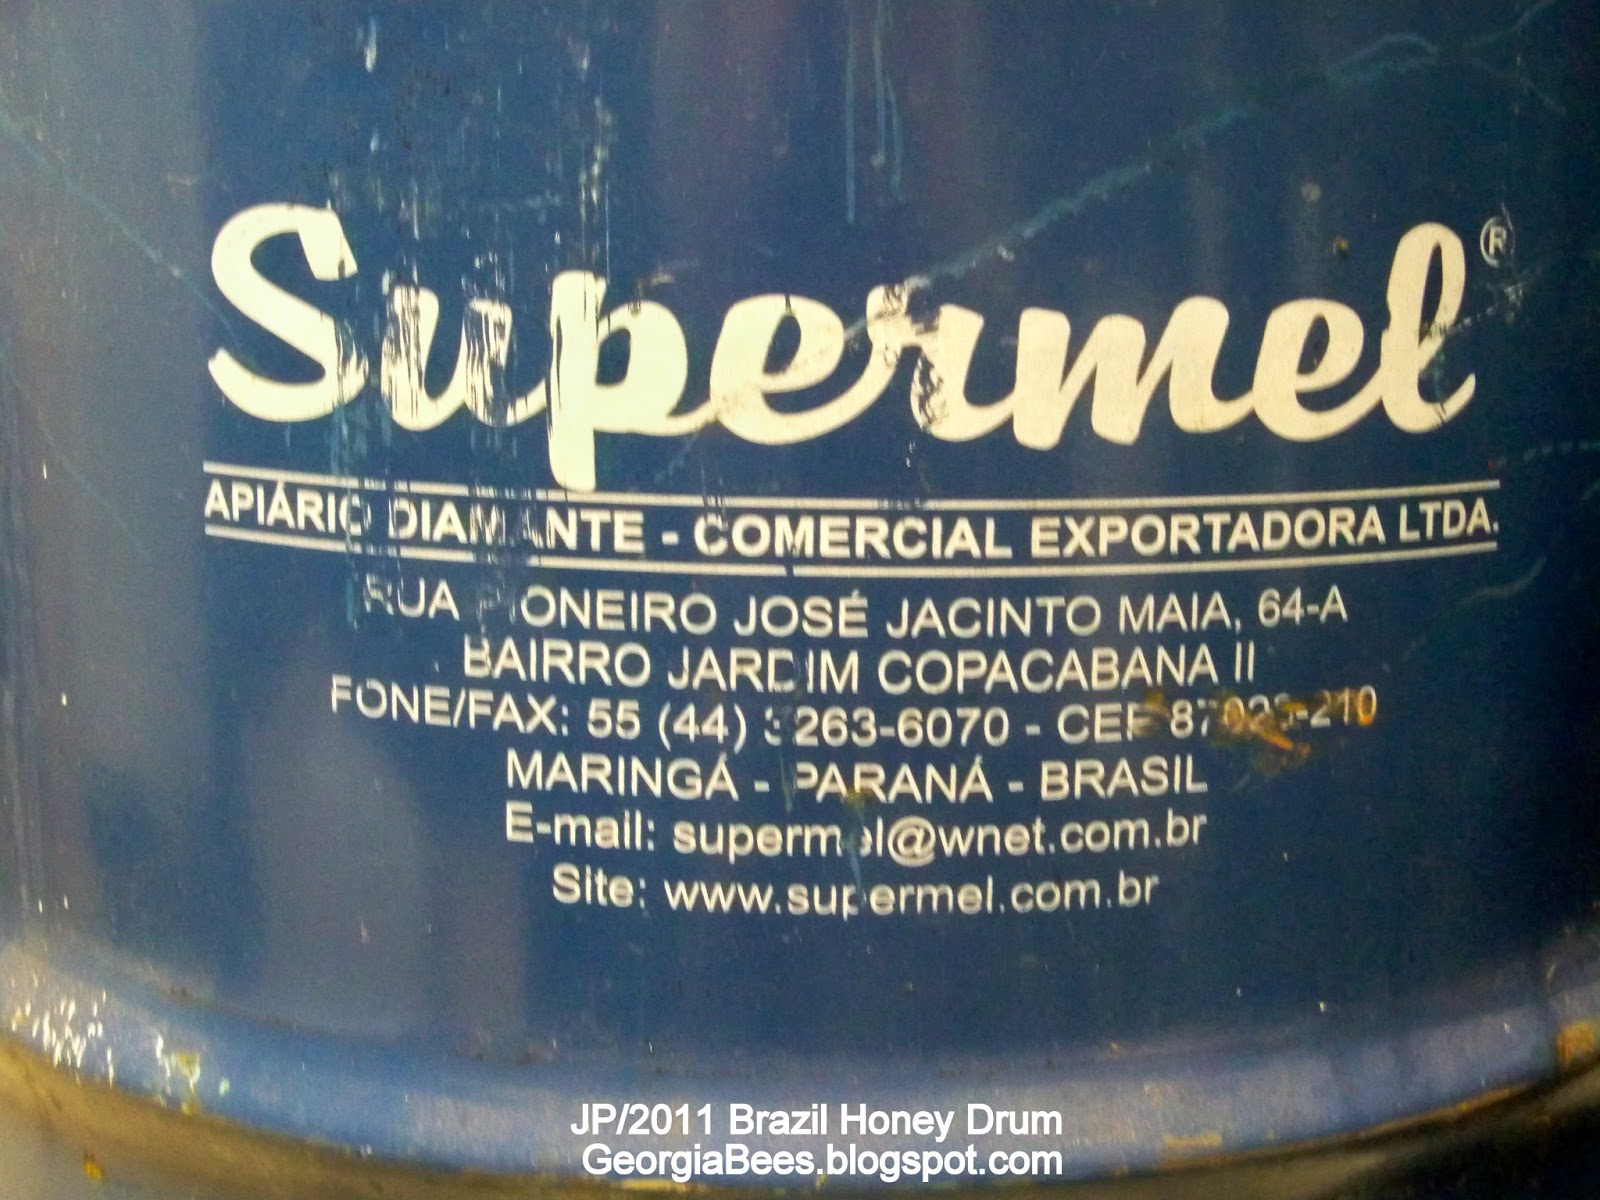 Supermel®
APIÁRIO DIAMANTE - COMERCIAL EXPORTADORA LTDA.
RUA PIONEIRO JOSÉ JACINTO MAIA, 64-A
BAIRRO JARDIM COPACABANA II
FONE/FAX: 55 (44) 3263-6070 - CEP 87023-210
MARINGÁ - PARANÁ - BRASIL
E-mail: supermel@wnet.com.br
Site: www.supermel.com.br
JP/2011 Brazil Honey Drum
GeorgiaBees.blogspot.com